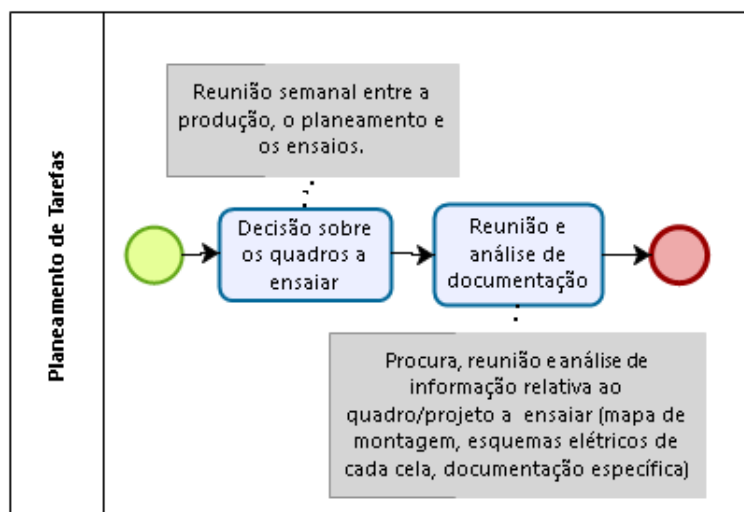 Planeamento de Tarefas
Reunião semanal entre a
produção, o planeamento e
os ensaios.
Decisão sobre
os quadros a
ensaiar
Reunião e
análise de
documentação
Procura, reunião e análise de
informação relativa ao
quadro/projeto a ensaiar (mapa de
montagem, esquemas elétricos de
cada cela, documentação específica)